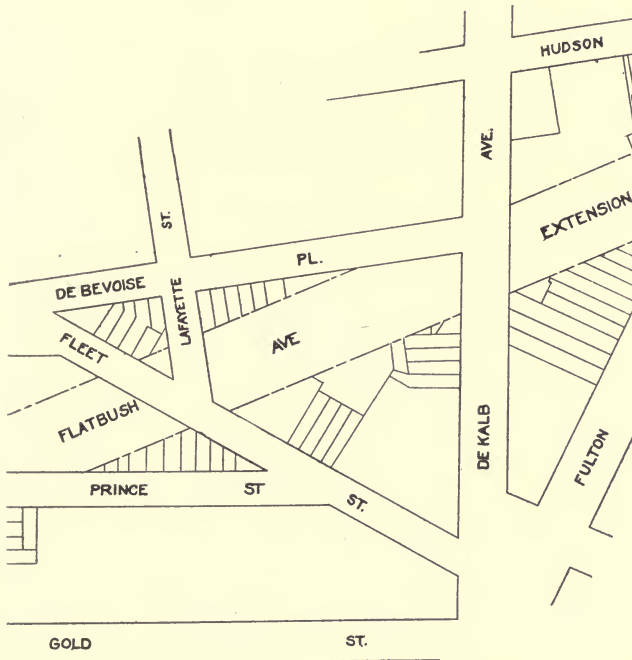 HUDSON
AVE.
EXTENSION
ST.
PL.
DE BEVOISE
LAFAYETTE
FLEET
AVE
FLATBUSH
DE KALB
FULTON
PRINCE ST
ST.
GOLD ST.